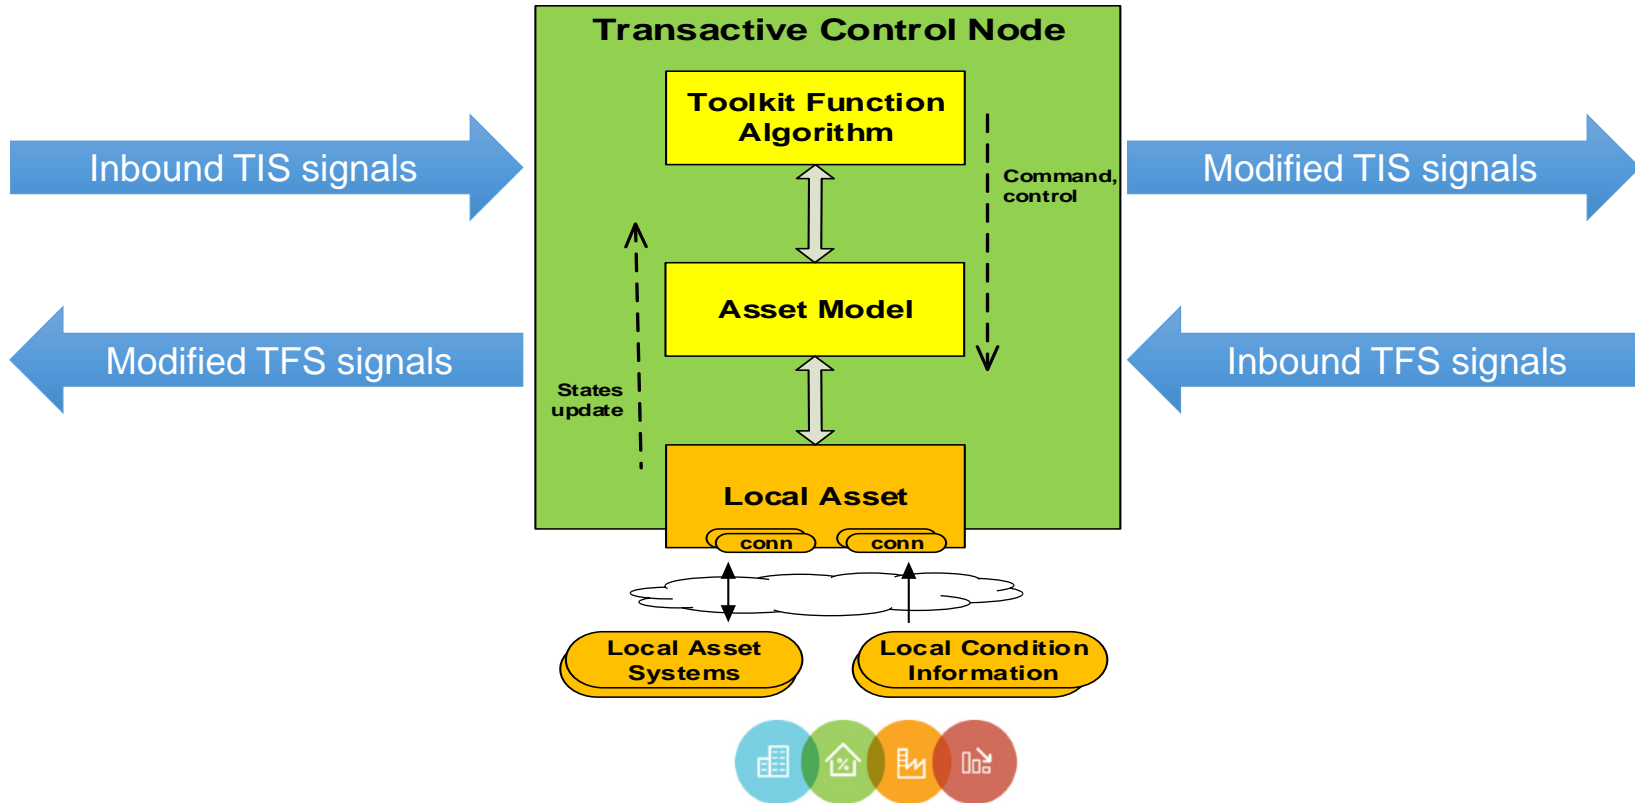 Transactive Control Node
Toolkit Function
Algorithm
Inbound TIS signals
Modified TIS signals
Command,
control
Asset Model
Modified TFS signals
Inbound TFS signals
States
update
Local Asset
conn
conn
Local Asset
Systems
Local Condition
Information
%